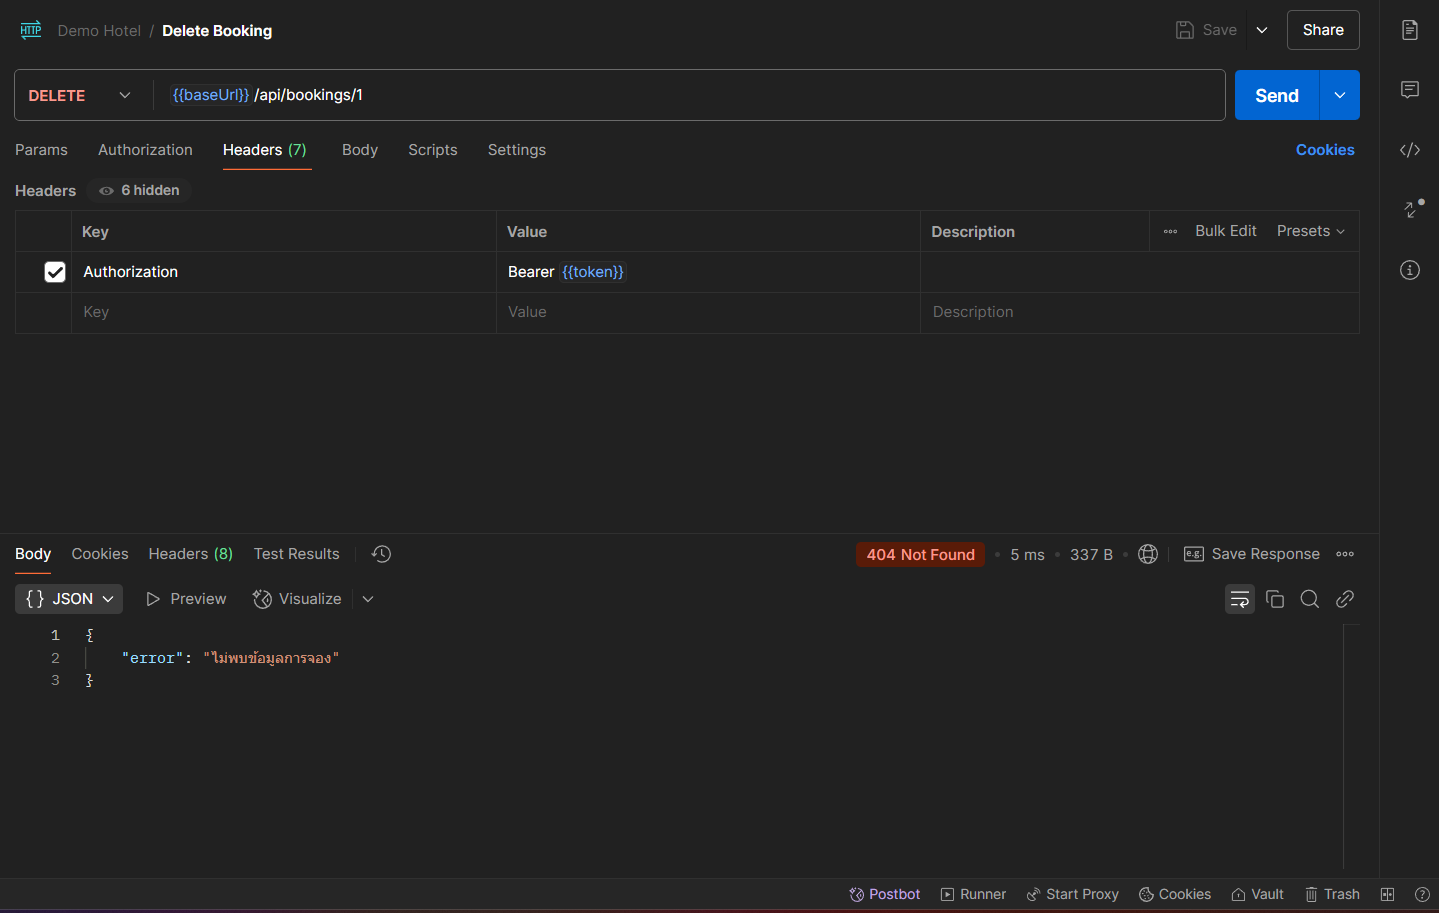 HTTP Demo Hotel / Delete Booking Save Share
DELETE {{baseUrl}} /api/bookings/1 Send
Params Authorization Headers (7) Body Scripts Settings Cookies
Headers 6 hidden
Key Value Description Bulk Edit Presets
Authorization Bearer {{token}}
Key Value Description
Body Cookies Headers (8) Test Results 404 Not Found • 5 ms • 337 B • e.g. Save Response
{} JSON Preview Visualize
1 {
2 "error": "ไม่พบข้อมูลการจอง"
3 }
Postbot Runner Start Proxy Cookies Vault Trash